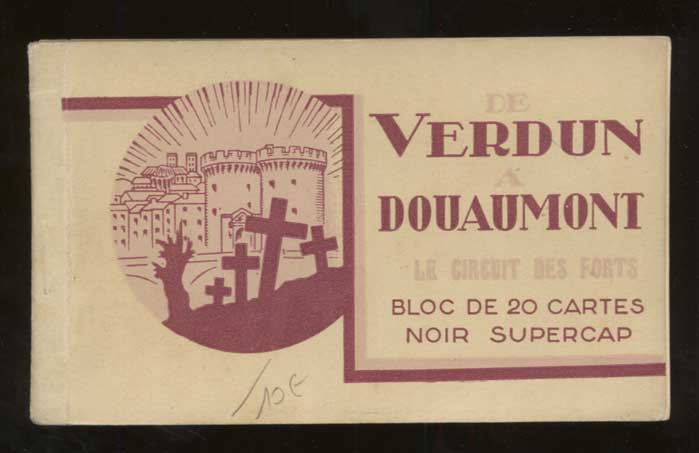 DE
VERDUN
A
DOUAUMONT
LE CIRCUIT DES FORTS
BLOC DE 20 CARTES
NOIR SUPERCAP
10€